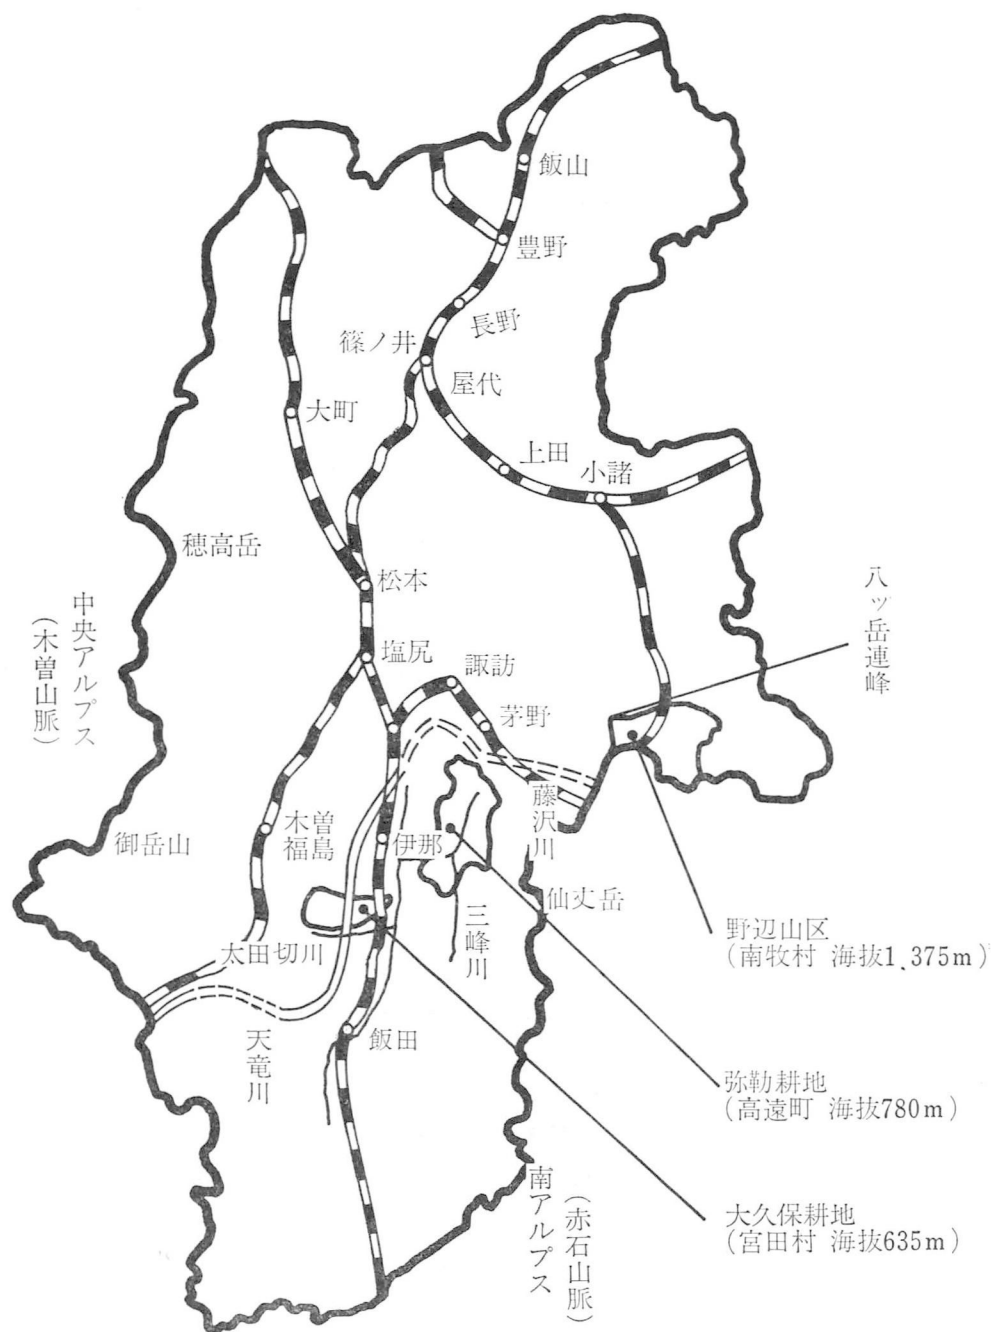 飯山
豊野
長野
篠ノ井
屋代
大町
上田
小諸
穂高岳
松本
中央アルプス
(木曽山脈)
八ッ岳連峰
塩尻
諏訪
茅野
藤沢川
木曽
福島
御岳山
伊那
仙丈岳
三峰川
野辺山区
(南牧村 海抜1,375m)
太田切川
天竜川
飯田
弥勒耕地
(高遠町 海抜780m)
南アルプス
(赤石山脈)
大久保耕地
(宮田村 海抜635m)